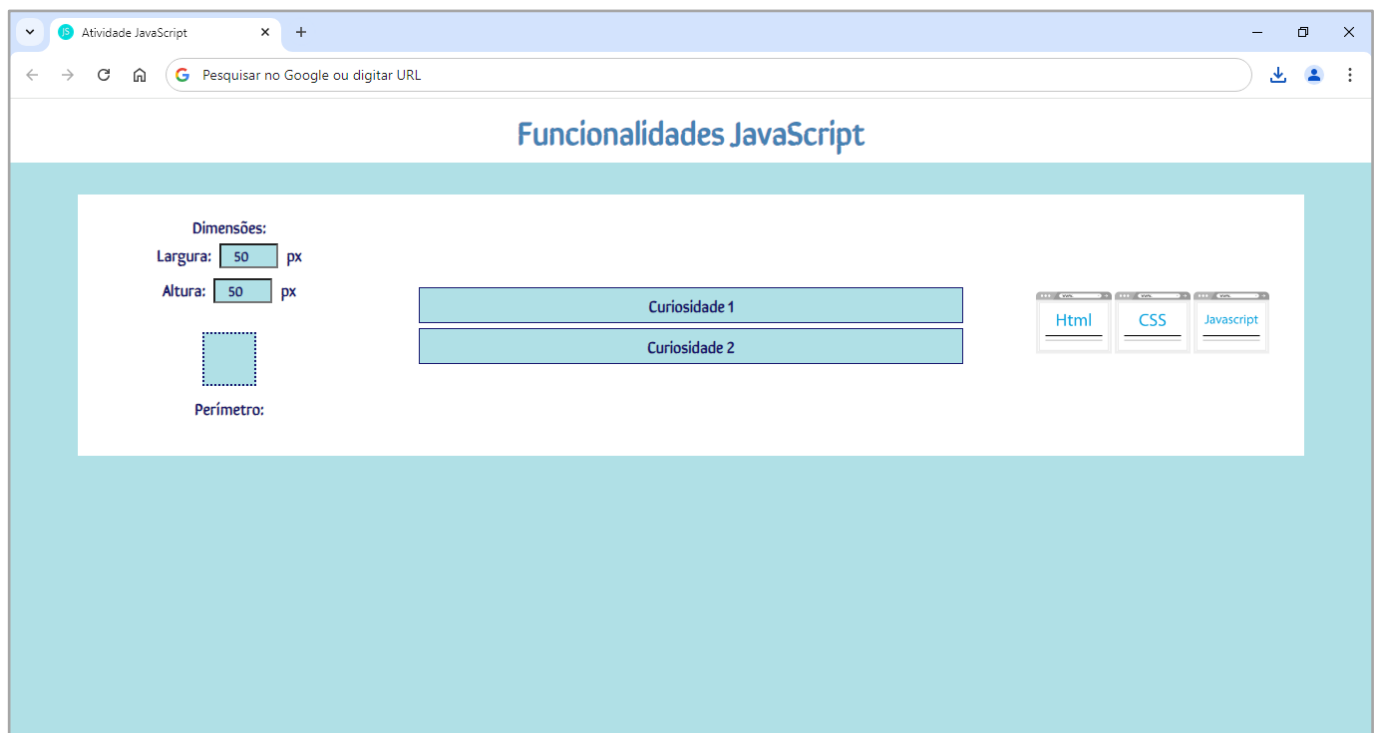 JS Atividade JavaScript
Pesquisar no Google ou digitar URL
Funcionalidades JavaScript
Dimensões:
Largura: 50 px
Altura: 50 px
Perímetro:
Curiosidade 1
Curiosidade 2
Html
CSS
Javascript